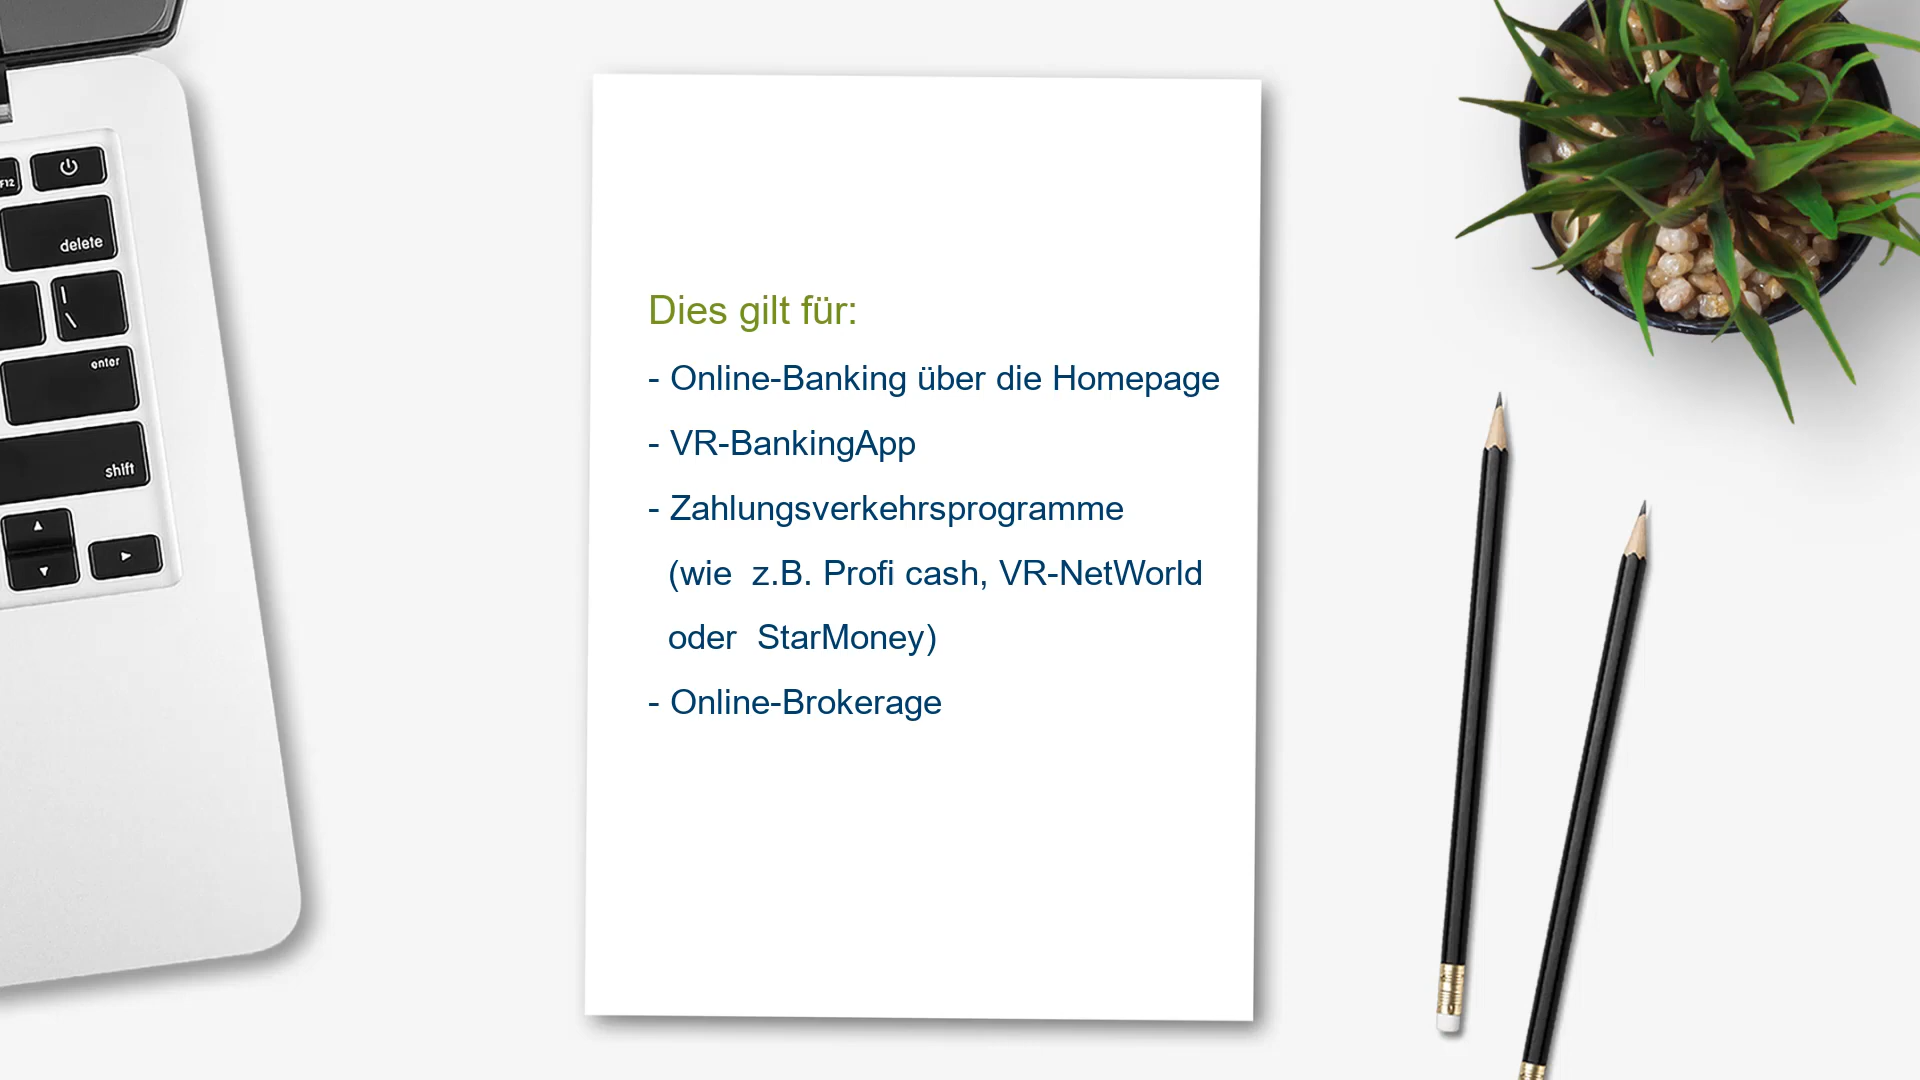 F12
delete
|
\
enter
shift
Dies gilt für:
- Online-Banking über die Homepage
- VR-BankingApp
- Zahlungsverkehrsprogramme
(wie z.B. Profi cash, VR-NetWorld
oder StarMoney)
- Online-Brokerage